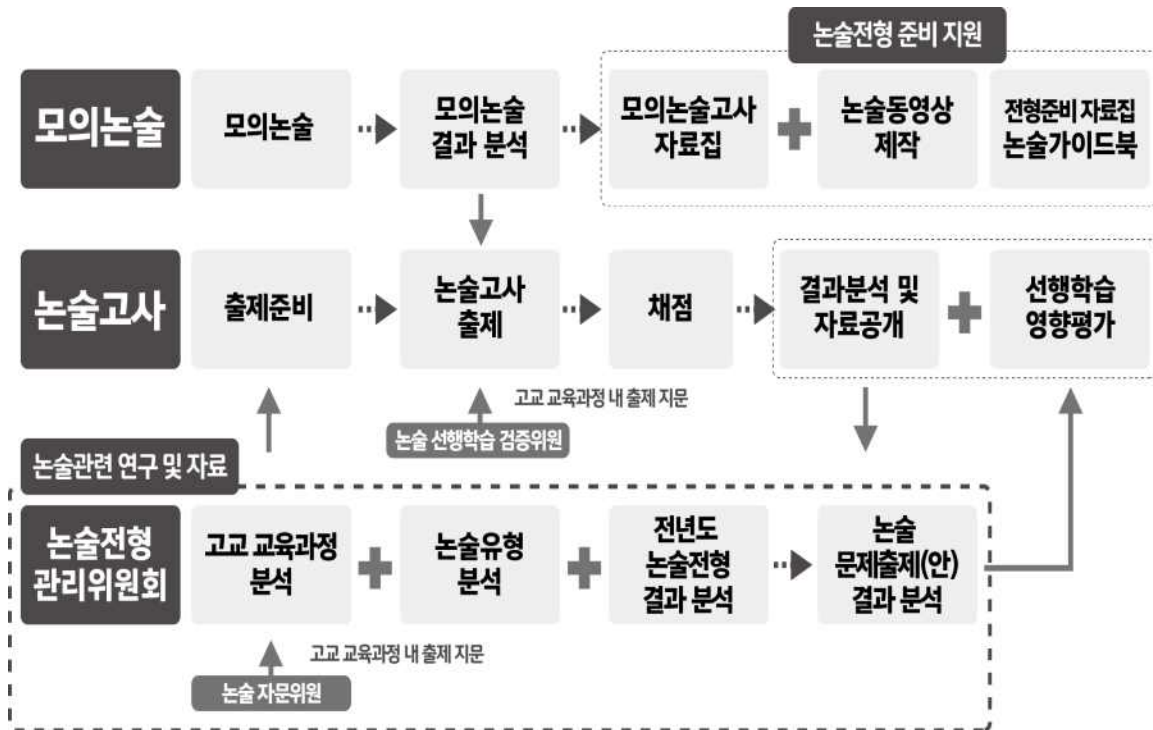 논술전형 준비 지원
모의논술
모의논술
모의논술
결과 분석
모의논술고사
자료집
논술동영상
제작
전형준비 자료집
논술가이드북
논술고사
출제준비
논술고사
출제
채점
결과분석 및
자료공개
선행학습
영향평가
고교 교육과정 내 출제 지문
논술 선행학습 검증위원
논술관련 연구 및 자료
논술전형
관리위원회
고교 교육과정
분석
논술유형
분석
전년도
논술전형
결과 분석
논술
문제출제(안)
결과 분석
고교 교육과정 내 출제 지문
논술 자문위원